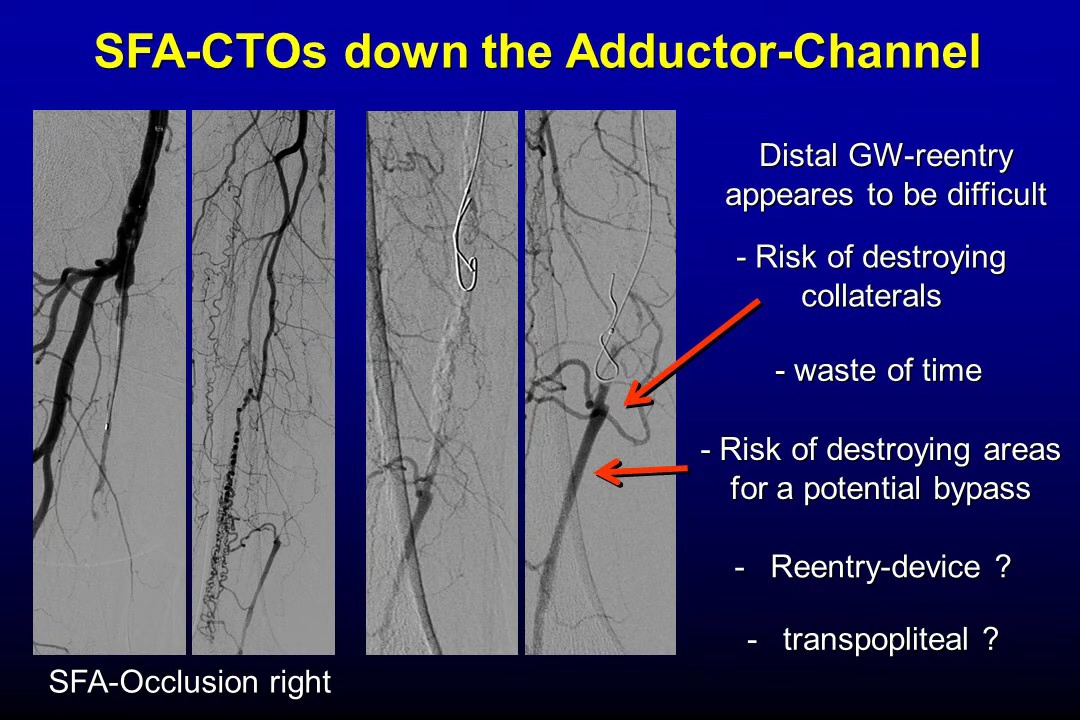 SFA-CTOs down the Adductor-Channel
Distal GW-reentry
appeares to be difficult
- Risk of destroying
collaterals
- waste of time
- Risk of destroying areas
for a potential bypass
- Reentry-device ?
- transpopliteal ?
SFA-Occlusion right